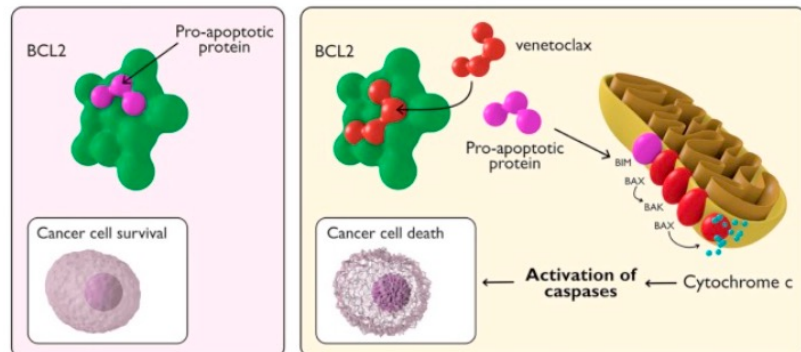 Pro-apoptotic
protein
BCL2
Cancer cell survival
BCL2
venetoclax
Pro-apoptotic
protein
BIM
BAX
BAK
BAX
Cancer cell death
Activation of
caspases
Cytochrome c